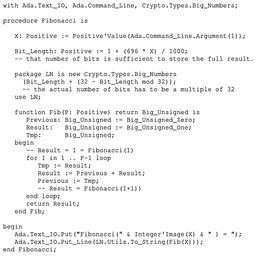 with Ada.Text_IO, Ada.Command_Line, Crypto.Types.Big_Numbers;
procedure Fibonacci is
X: Positive := Positive'Value(Ada.Command_Line.Argument(1));
Bit_Length: Positive := 1 + (696 * X) / 1000;
-- that number of bits is sufficient to store the full result.
package LN is new Crypto.Types.Big_Numbers
(Bit_Length + (32 - Bit_Length mod 32));
-- the actual number of bits has to be a multiple of 32
use LN;
function Fib(P: Positive) return Big_Unsigned is
Previous: Big_Unsigned := Big_Unsigned_Zero;
Result: Big_Unsigned := Big_Unsigned_One;
Tmp: Big_Unsigned;
begin
-- Result = 1 = Fibonacci(1)
for I in 1 .. P-1 loop
Tmp := Result;
Result := Previous + Result;
Previous := Tmp;
-- Result = Fibonacci(I+1))
end loop;
return Result;
end Fib;
begin
Ada.Text_IO.Put("Fibonacci(" & Integer'Image(X) & " ) = ");
Ada.Text_IO.Put_Line(LN.Utils.To_String(Fib(X)));
end Fibonacci;